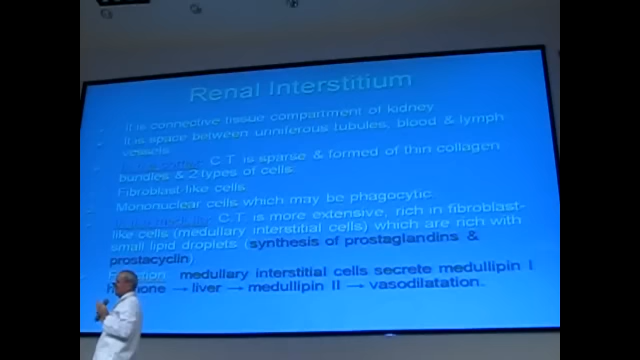 Renal Interstitium
It is connective tissue compartment of kidney
It is space between uriniferous tubules, blood & lymph
vessels
C.T. is sparse & formed of thin collagen
bundles & 2 types of cells
Fibroblast like cells
Mononuclear cells which may be phagocytic
C.T. is more extensive, rich in fibroblast-
like cells (medullary interstitial cells) which are rich with
small lipid droplets (synthesis of prostaglandins &
prostacyclin)
medullary interstitial cells secrete medullipin I
→ liver → medullipin II → vasodilatation.